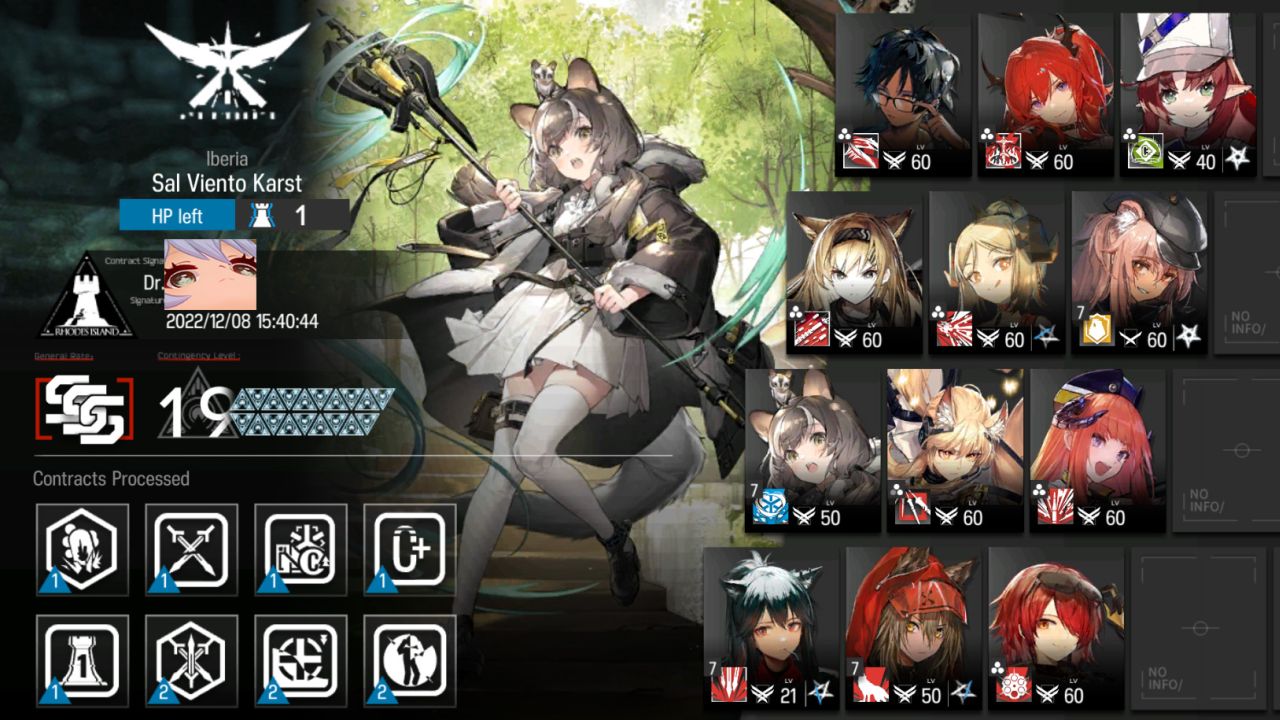 Iberia
Sal Viento Karst
HP left 1
Contract Signa
Dr.
Signature
2022/12/08 15:40:44
RHODES ISLAND
General Rate:
Contingency Level:
SSS
19
Contracts Processed
1
1
1
1
1
1
2
2
2
LV
60
LV
60
LV
40
LV
60
LV
60
7
LV
60
NO
INFO/
7
LV
50
LV
60
LV
60
NO
INFO/
7
LV
21
7
LV
50
LV
60
NO
INFO/